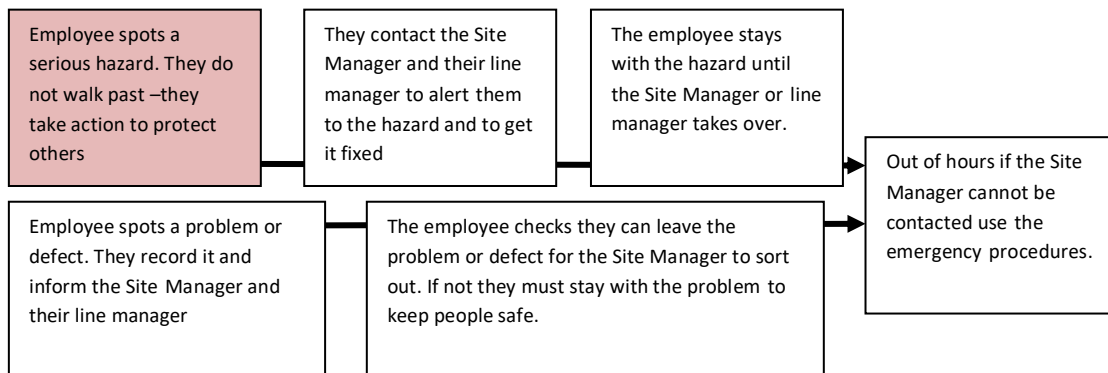 Employee spots a
serious hazard. They do
not walk past –they
take action to protect
others
They contact the Site
Manager and their line
manager to alert them
to the hazard and to get
it fixed
The employee stays
with the hazard until
the Site Manager or line
manager takes over.
Employee spots a problem or
defect. They record it and
inform the Site Manager and
their line manager
The employee checks they can leave the
problem or defect for the Site Manager to sort
out. If not they must stay with the problem to
keep people safe.
Out of hours if the Site
Manager cannot be
contacted use the
emergency procedures.